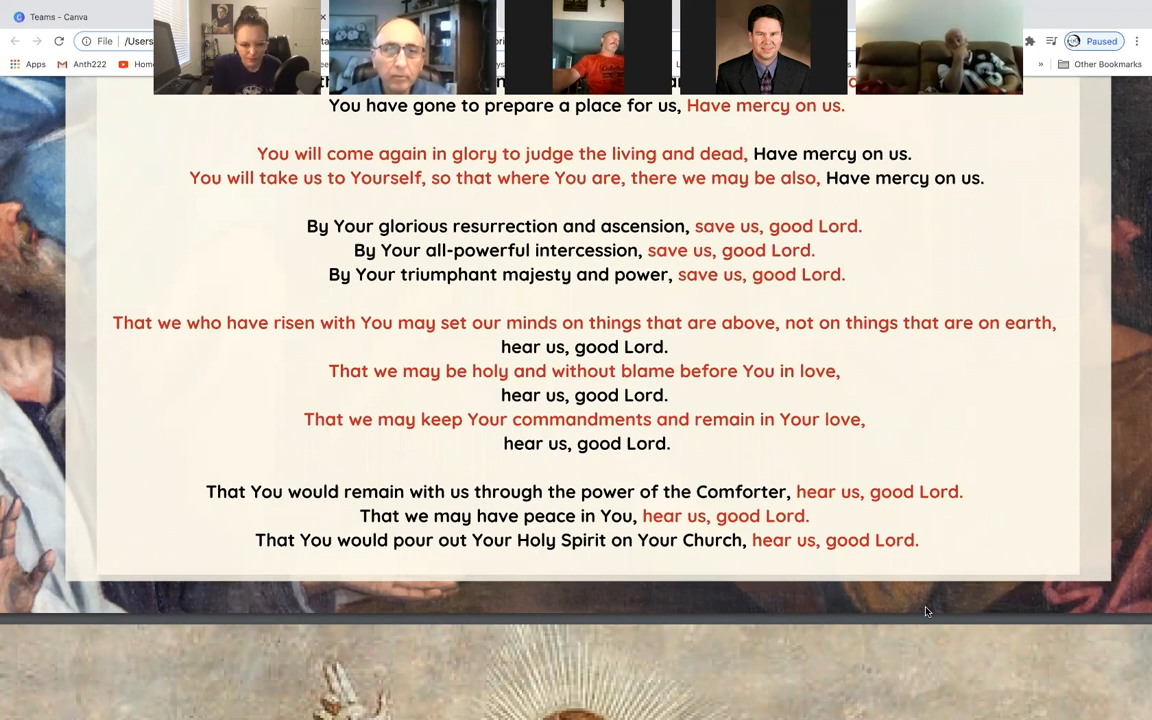 Teams - Canva
File
/Users
Paused
Apps
Anth122
Home
»
Other Bookmarks
You have gone to prepare a place for us, Have mercy on us.
You will come again in glory to judge the living and dead, Have mercy on us.
You will take us to Yourself, so that where You are, there we may be also, Have mercy on us.
By Your glorious resurrection and ascension, save us, good Lord.
By Your all-powerful intercession, save us, good Lord.
By Your triumphant majesty and power, save us, good Lord.
That we who have risen with You may set our minds on things that are above, not on things that are on earth,
hear us, good Lord.
That we may be holy and without blame before You in love,
hear us, good Lord.
That we may keep Your commandments and remain in Your love,
hear us, good Lord.
That You would remain with us through the power of the Comforter, hear us, good Lord.
That we may have peace in You, hear us, good Lord.
That You would pour out Your Holy Spirit on Your Church, hear us, good Lord.